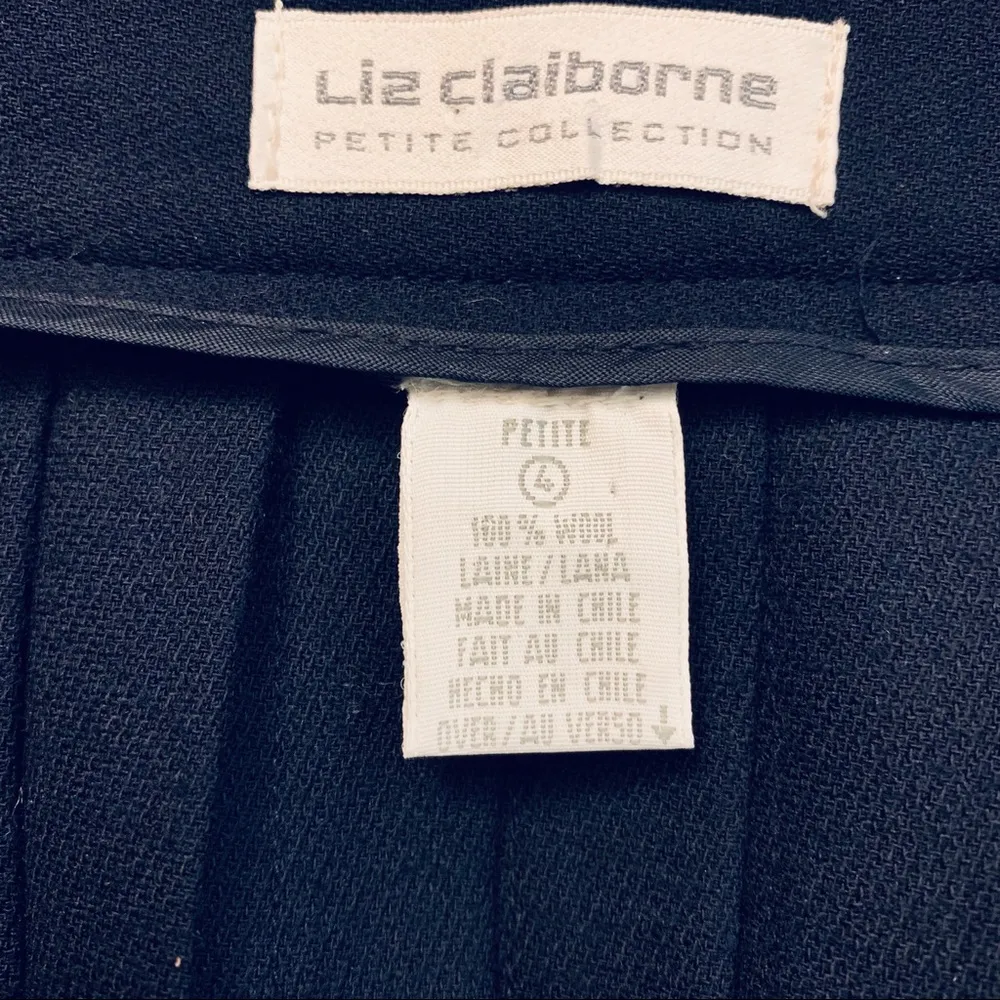 Liz Claiborne
PETITE COLLECTION
PETITE
4
100% WOOL
LAINE/LANA
MADE IN CHILE
FAIT AU CHILE
HECHO EN CHILE
OVER/AU VERSO ↓